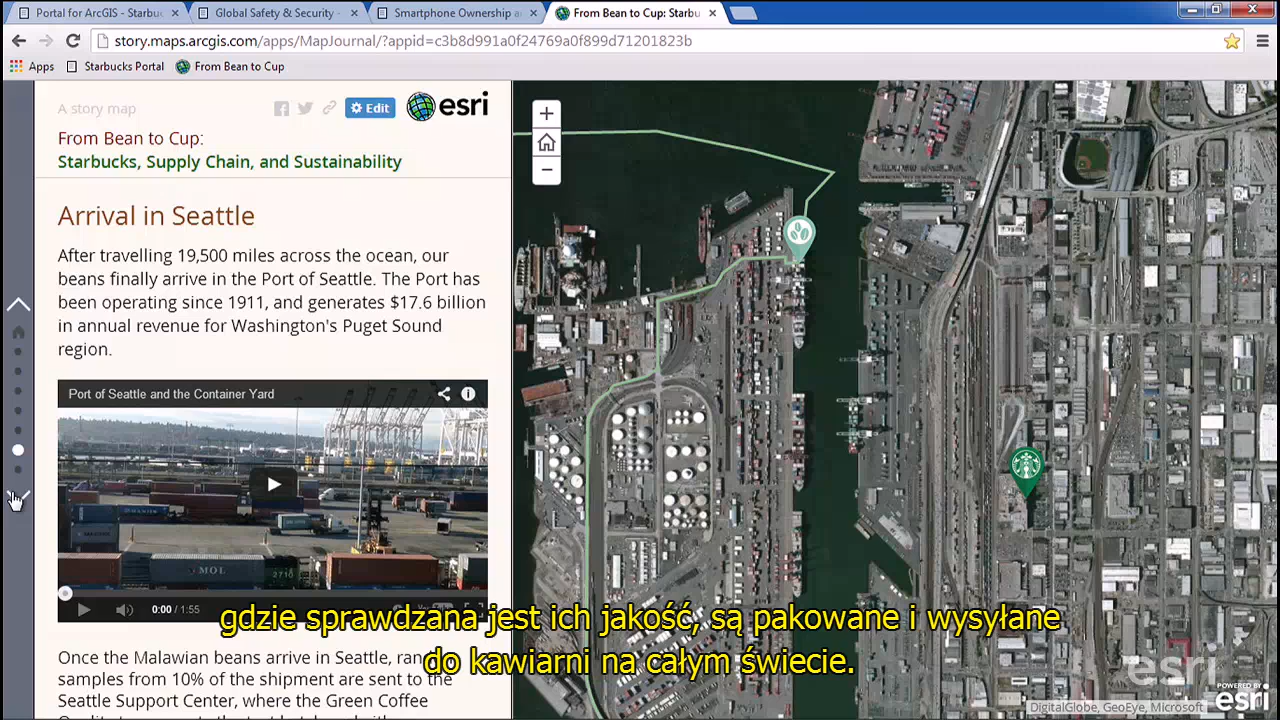 Portal for ArcGIS - Starbu
Global Safety & Security -
Smartphone Ownership a
From Bean to Cup: Starbu
story.maps.arcgis.com/apps/MapJournal/?appid=c3b8d991a0f2476990f899d71201823b
Apps
Starbucks Portal
From Bean to Cup
A story map
Edit
esri
From Bean to Cup:
Starbucks, Supply Chain, and Sustainability
Arrival in Seattle
After travelling 19,500 miles across the ocean, our
beans finally arrive in the Port of Seattle. The Port has
been operating since 1911, and generates $17.6 billion
in annual revenue for Washington's Puget Sound
region.
Port of Seattle and the Container Yard
MOL
0:00 / 1:55
gdzie sprawdzana jest ich jakość, są pakowane i wysyłane
do kawiarni na całym świecie.
Once the Malawian beans arrive in Seattle,
samples from 10% of the shipment are sent to the
Seattle Support Center, where the Green Coffee
esri
POWERED BY
esri
DigitalGlobe, GeoEye, Microsoft